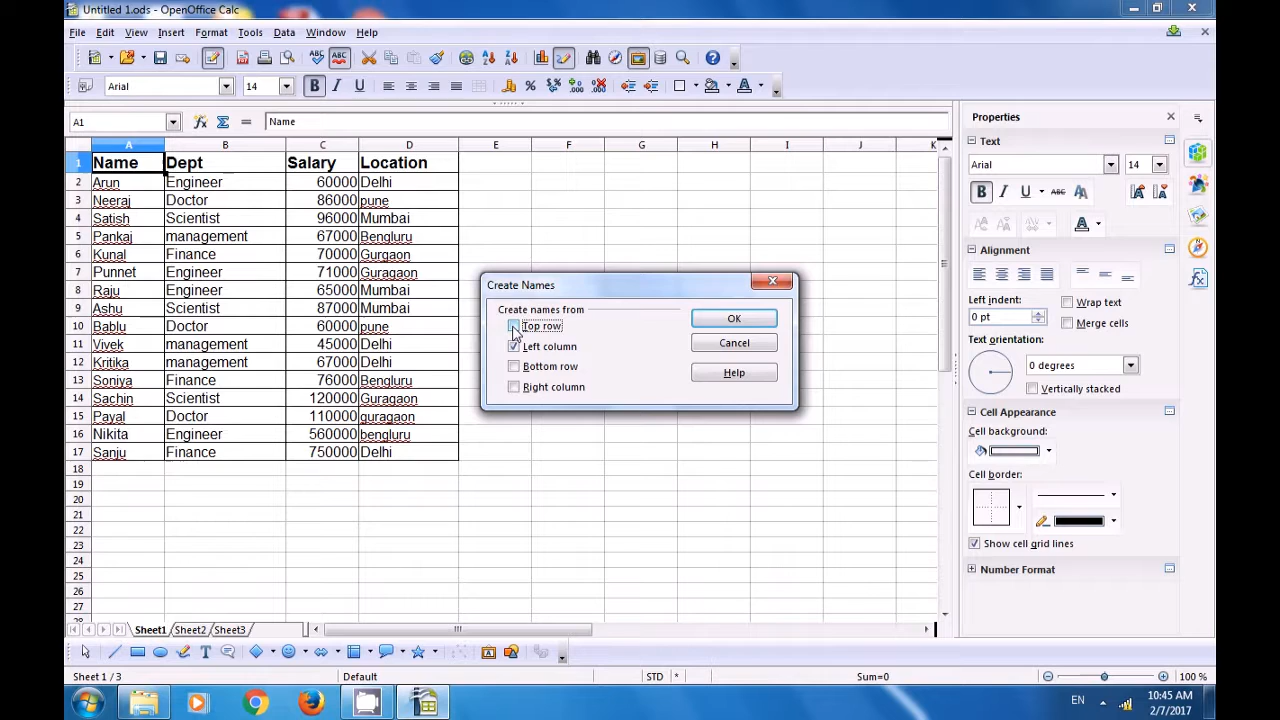 Untitled 1.ods - OpenOffice Calc
File Edit View Insert Format Tools Data Window Help
Arial 14 B I U
A1 Name
A B C D E F G H I J K
1 Name Dept Salary Location
2 Arun Engineer 60000 Delhi
3 Neeraj Doctor 86000 pune
4 Satish Scientist 96000 Mumbai
5 Pankaj management 67000 Bengluru
6 Kunal Finance 70000 Gurgaon
7 Punnet Engineer 71000 Guragaon
8 Raju Engineer 65000 Mumbai
9 Ashu Scientist 87000 Mumbai
10 Bablu Doctor 60000 pune
11 Vivek management 45000 Delhi
12 Kritika management 67000 Delhi
13 Soniya Finance 76000 Bengluru
14 Sachin Scientist 120000 Guragaon
15 Payal Doctor 110000 guragaon
16 Nikita Engineer 560000 bengluru
17 Sanju Finance 750000 Delhi
18
19
20
21
22
23
24
25
26
27
Create Names
Create names from
Top row
Left column
Bottom row
Right column
OK
Cancel
Help
Properties
Text
Arial 14
B I U ABC
Alignment
Left indent:
0 pt
Wrap text
Merge cells
Text orientation:
0 degrees
Vertically stacked
Cell Appearance
Cell background:
Cell border:
Show cell grid lines
Number Format
Sheet1 Sheet2 Sheet3
Sheet 1 / 3 Default STD * Sum=0 100 %
EN 10:45 AM
2/7/2017